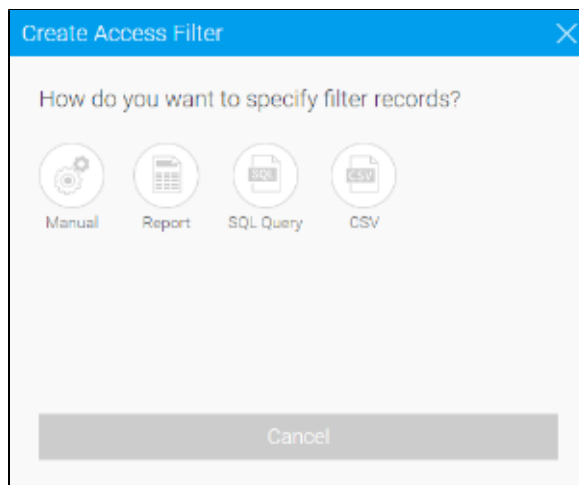 Create Access Filter
How do you want to specify filter records?
SQL CSV
Manual Report SQL Query CSV
Cancel